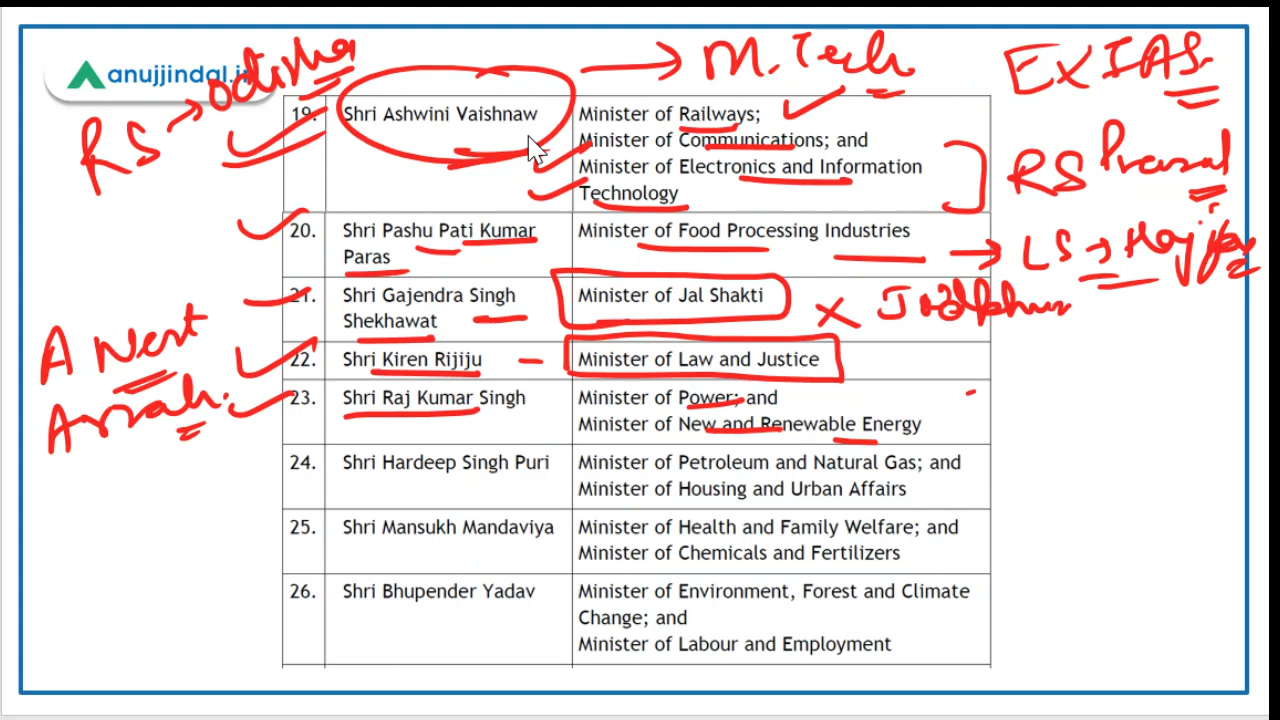 anujjindal.in
Odisha
RS →
→ M. Tech
EX IAS
19. Shri Ashwini Vaishnaw Minister of Railways;
Minister of Communications; and
Minister of Electronics and Information
Technology
RS Prasad
20. Shri Pashu Pati Kumar Minister of Food Processing Industries
Paras
→ LS →
21. Shri Gajendra Singh Minister of Jal Shakti
Shekhawat
x Jodhpur
A
22. Shri Kiren Rijiju - Minister of Law and Justice
Arrah
23. Shri Raj Kumar Singh Minister of Power; and
Minister of New and Renewable Energy
24. Shri Hardeep Singh Puri Minister of Petroleum and Natural Gas; and
Minister of Housing and Urban Affairs
25. Shri Mansukh Mandaviya Minister of Health and Family Welfare; and
Minister of Chemicals and Fertilizers
26. Shri Bhupender Yadav Minister of Environment, Forest and Climate
Change; and
Minister of Labour and Employment